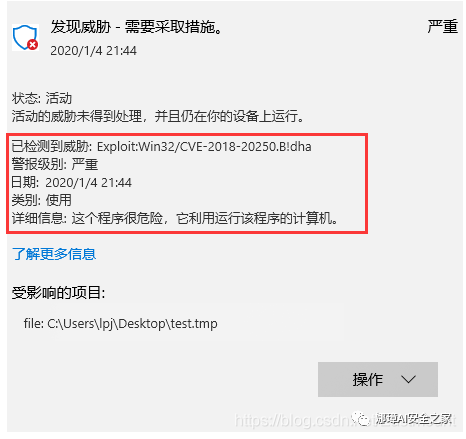 发现威胁 - 需要采取措施。 严重
2020/1/4 21:44
状态: 活动
活动的威胁未得到处理，并且仍在你的设备上运行。
已检测到威胁: Exploit:Win32/CVE-2018-20250.B!dha
警报级别: 严重
日期: 2020/1/4 21:44
类别: 使用
详细信息: 这个程序很危险，它利用运行该程序的计算机。
了解更多信息
受影响的项目:
file: C:\Users\lpj\Desktop\test.tmp
操作
娜璋AI安全之家